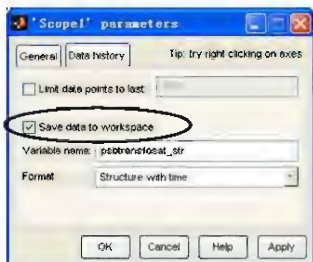 'Scope1' parameters
General Data history Tip: try right clicking on axes
Limit data points to last:
Save data to workspace
Variable name: psbtransfosat_str
Format Structure with time
OK Cancel Help Apply